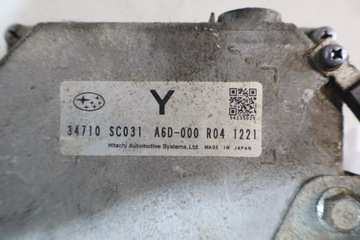 Y
34710 SC031 A6D-000 R04 1221
Hitachi Automotive Systems, Ltd. MADE IN JAPAN